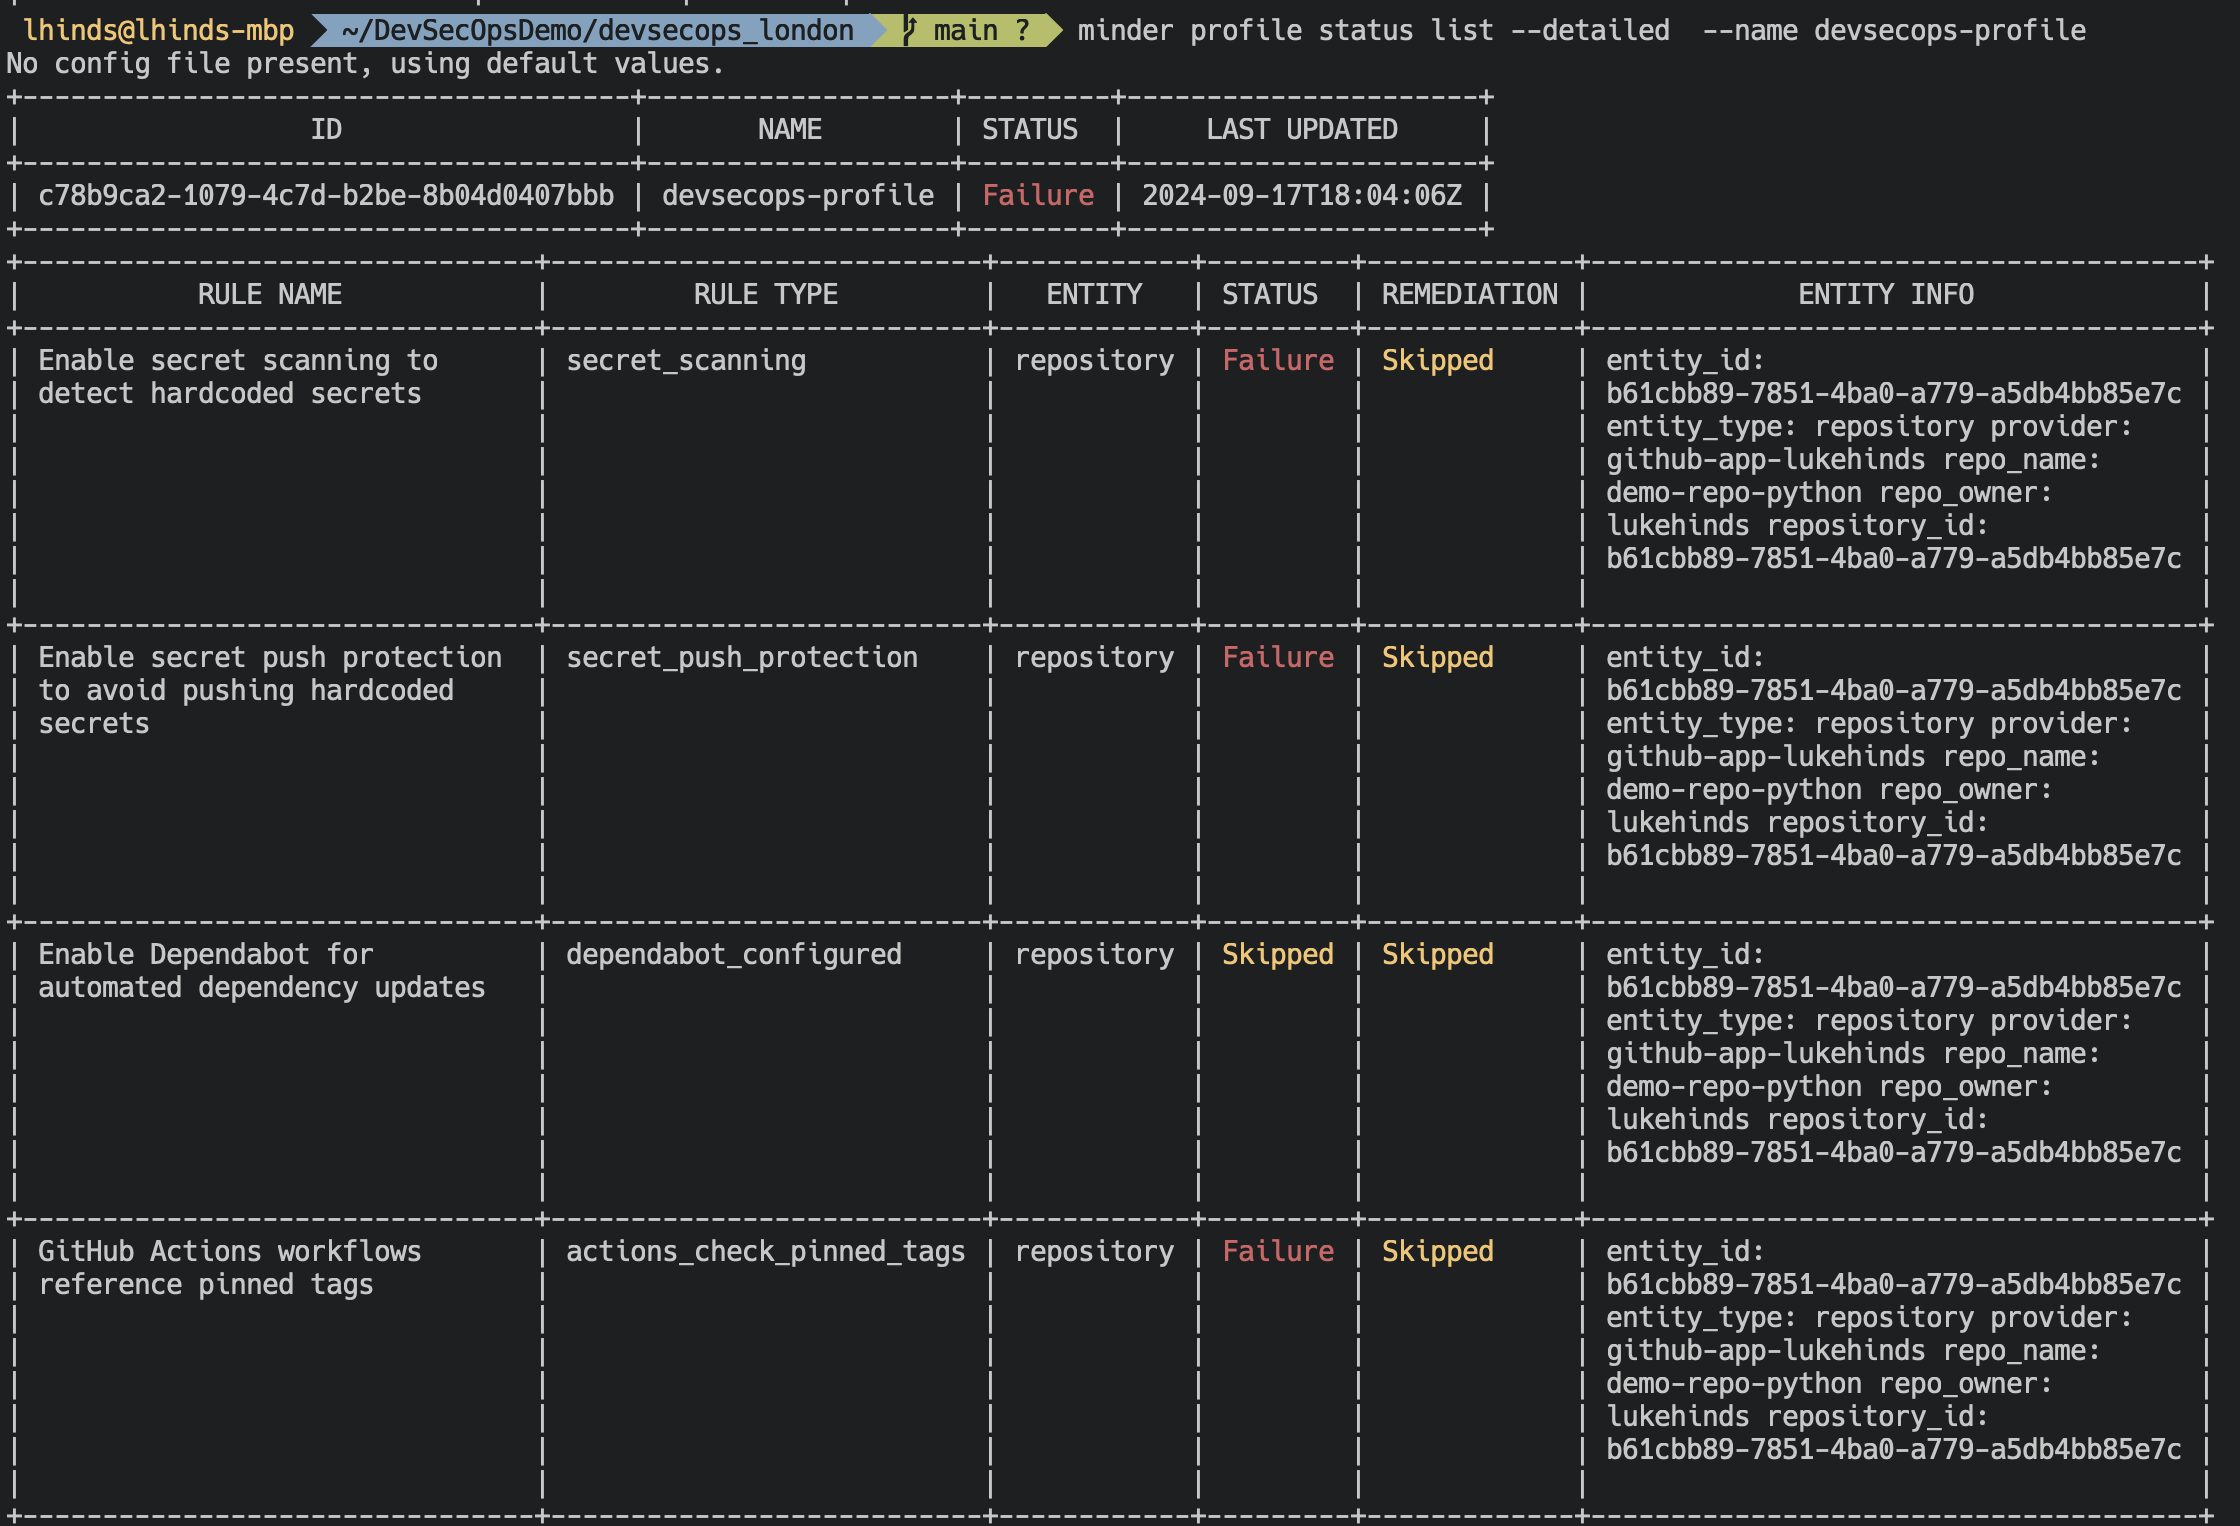 lhinds@lhinds-mbp ~/DevSecOpsDemo/devsecops_london main ? minder profile status list --detailed  --name devsecops-profile
No config file present, using default values.
ID | NAME | STATUS | LAST UPDATED
c78b9ca2-1079-4c7d-b2be-8b04d0407bbb | devsecops-profile | Failure | 2024-09-17T18:04:06Z
RULE NAME | RULE TYPE | ENTITY | STATUS | REMEDIATION | ENTITY INFO
Enable secret scanning to | secret_scanning | repository | Failure | Skipped | entity_id:
detect hardcoded secrets | b61cbb89-7851-4ba0-a779-a5db4bb85e7c
entity_type: repository provider:
github-app-lukehinds repo_name:
demo-repo-python repo_owner:
lukehinds repository_id:
b61cbb89-7851-4ba0-a779-a5db4bb85e7c
Enable secret push protection | secret_push_protection | repository | Failure | Skipped | entity_id:
to avoid pushing hardcoded | b61cbb89-7851-4ba0-a779-a5db4bb85e7c
secrets | entity_type: repository provider:
github-app-lukehinds repo_name:
demo-repo-python repo_owner:
lukehinds repository_id:
b61cbb89-7851-4ba0-a779-a5db4bb85e7c
Enable Dependabot for | dependabot_configured | repository | Skipped | Skipped | entity_id:
automated dependency updates | b61cbb89-7851-4ba0-a779-a5db4bb85e7c
entity_type: repository provider:
github-app-lukehinds repo_name:
demo-repo-python repo_owner:
lukehinds repository_id:
b61cbb89-7851-4ba0-a779-a5db4bb85e7c
GitHub Actions workflows | actions_check_pinned_tags | repository | Failure | Skipped | entity_id:
reference pinned tags | b61cbb89-7851-4ba0-a779-a5db4bb85e7c
entity_type: repository provider:
github-app-lukehinds repo_name:
demo-repo-python repo_owner:
lukehinds repository_id:
b61cbb89-7851-4ba0-a779-a5db4bb85e7c